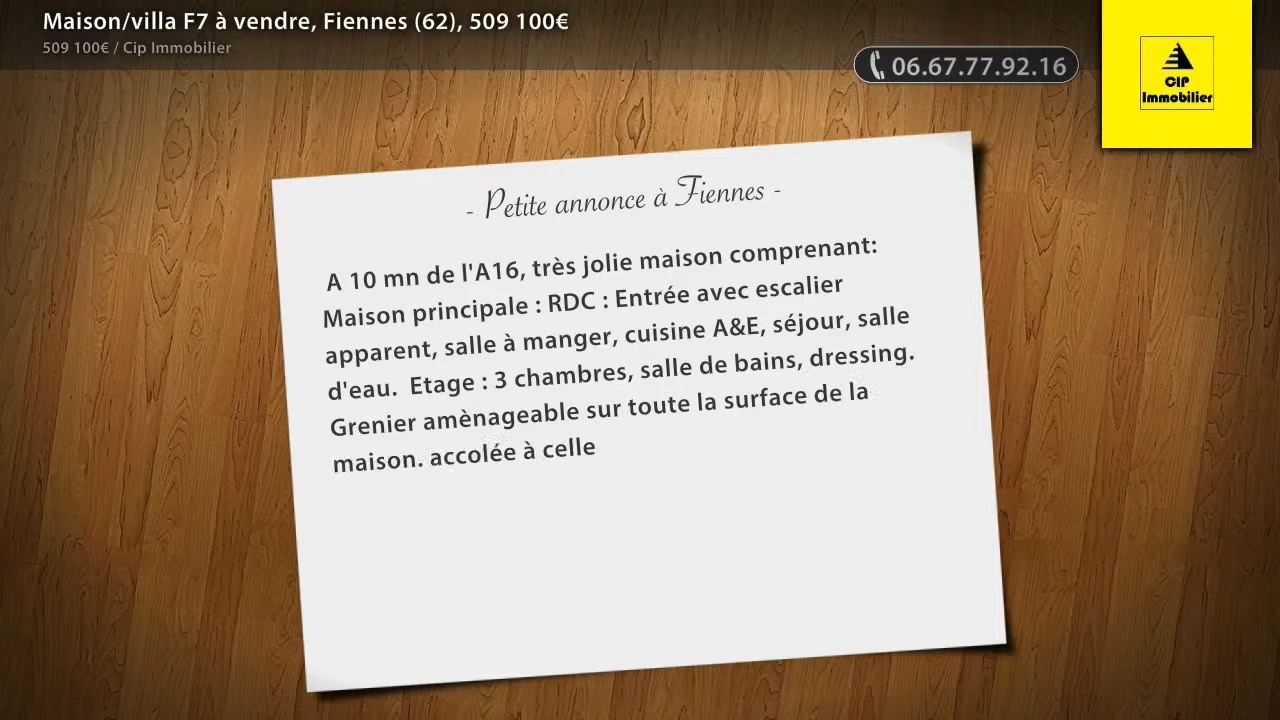 Maison/villa F7 à vendre, Fiennes (62), 509 100€
509 100€ / Cip Immobilier
06.67.77.92.16
CIP
Immobilier
- Petite annonce à Fiennes -
A 10 mn de l'A16, très jolie maison comprenant:
Maison principale : RDC : Entrée avec escalier
apparent, salle à manger, cuisine A&E, séjour, salle
d'eau.  Etage : 3 chambres, salle de bains, dressing.
Grenier amènageable sur toute la surface de la
maison. accolée à celle